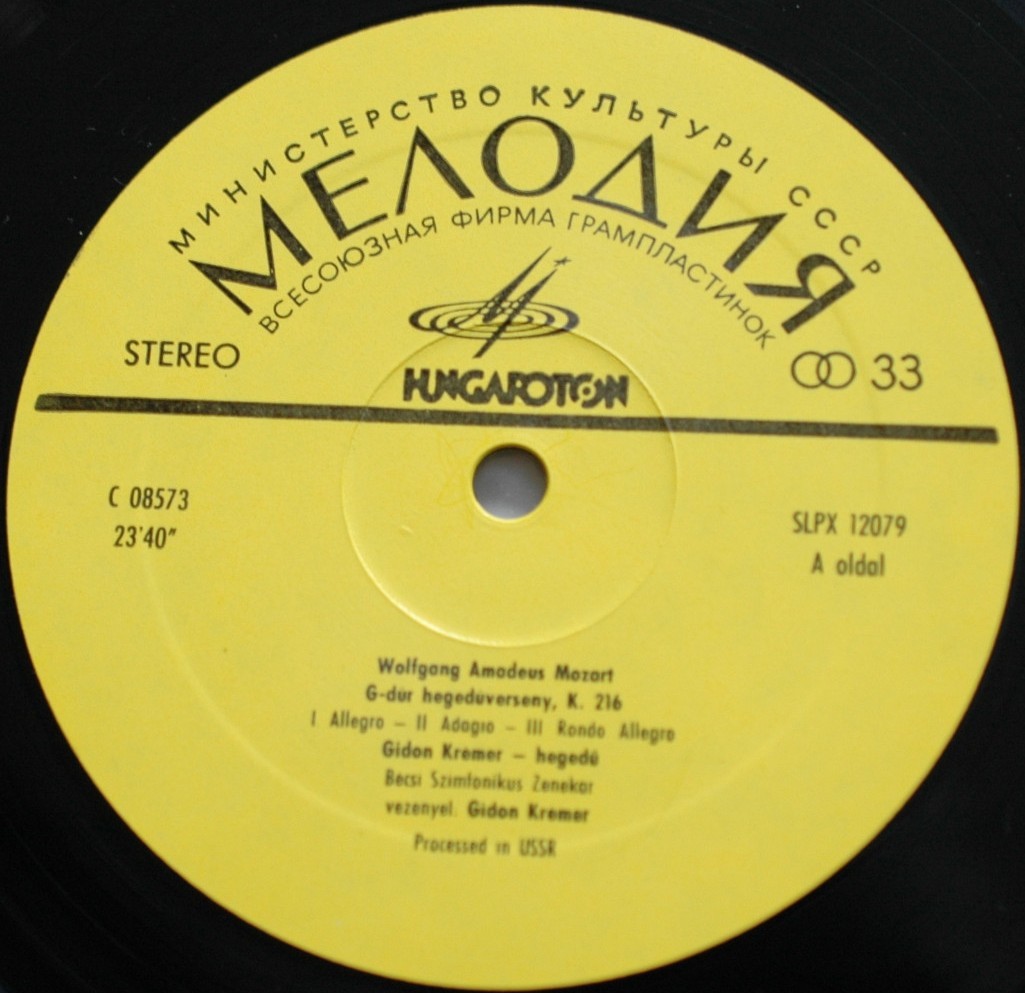 МИНИСТЕРСТВО КУЛЬТУРЫ СССР
МЕЛОДИЯ
ВСЕСОЮЗНАЯ ФИРМА ГРАМПЛАСТИНОК
STEREO
33
HUNGAROTON
C 08573
23'40"
SLPX 12079
A oldal
Wolfgang Amadeus Mozart
G-dúr hegedűverseny, K. 216
I Allegro – II Adagio – III Rondo Allegro
Gidon Kremer – hegedű
Bécsi Szimfonikus Zenekar
vezényel: Gidon Kremer
Processed in USSR